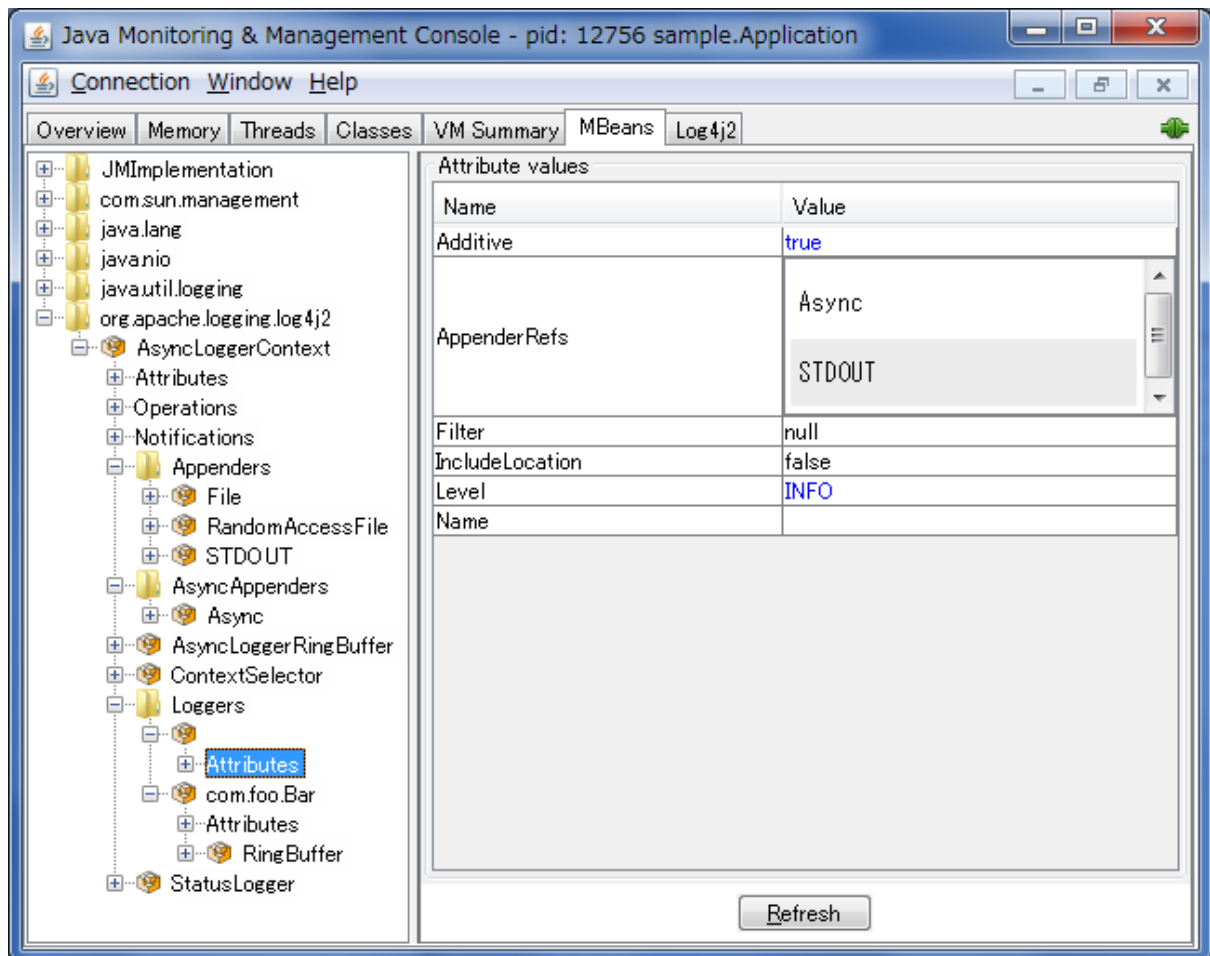 Java Monitoring & Management Console - pid: 12756 sample.Application
Connection Window Help
Overview Memory Threads Classes VM Summary MBeans Log4j2
JMImplementation
com.sun.management
java.lang
java.nio
java.util.logging
org.apache.logging.log4j2
AsyncLoggerContext
Attributes
Operations
Notifications
Appenders
File
RandomAccessFile
STDOUT
AsyncAppenders
Async
AsyncLoggerRingBuffer
ContextSelector
Loggers
Attributes
com.foo.Bar
Attributes
RingBuffer
StatusLogger
Attribute values
Name Value
Additive true
AppenderRefs
Async
STDOUT
Filter null
IncludeLocation false
Level INFO
Name
Refresh